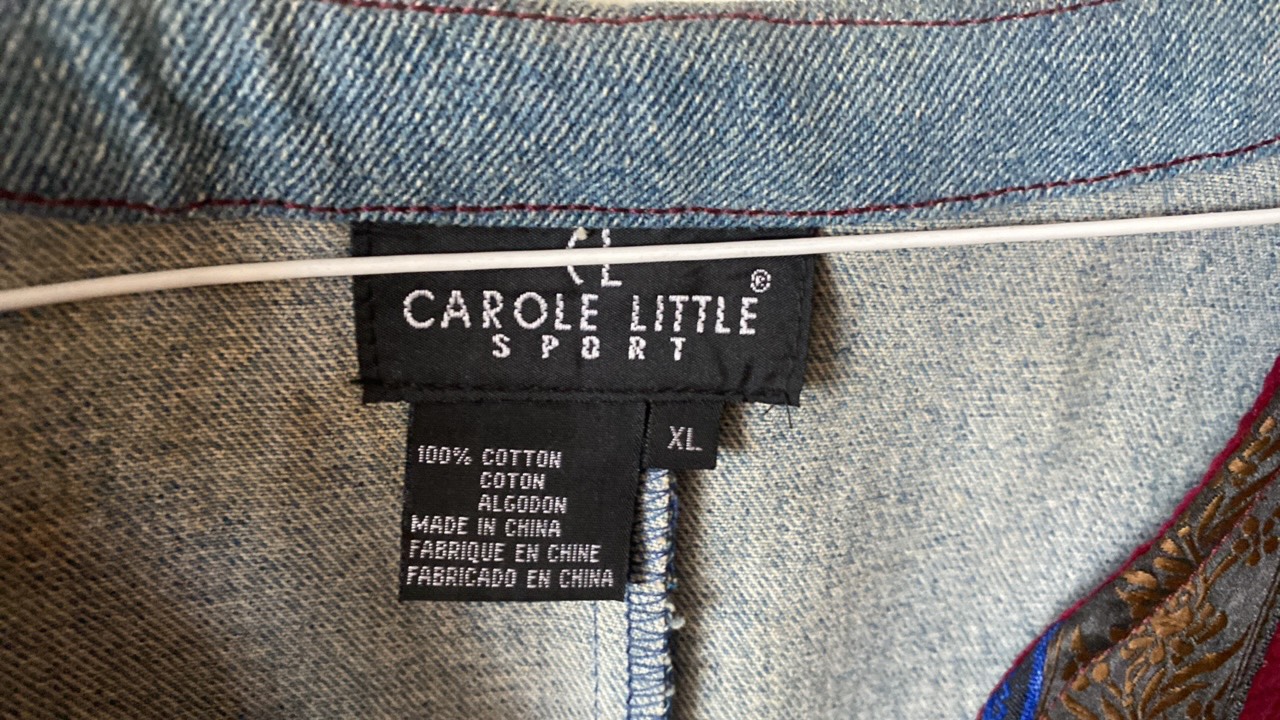 CL
CAROLE LITTLE®
SPORT
XL
100% COTTON
COTON
ALGODON
MADE IN CHINA
FABRIQUE EN CHINE
FABRICADO EN CHINA